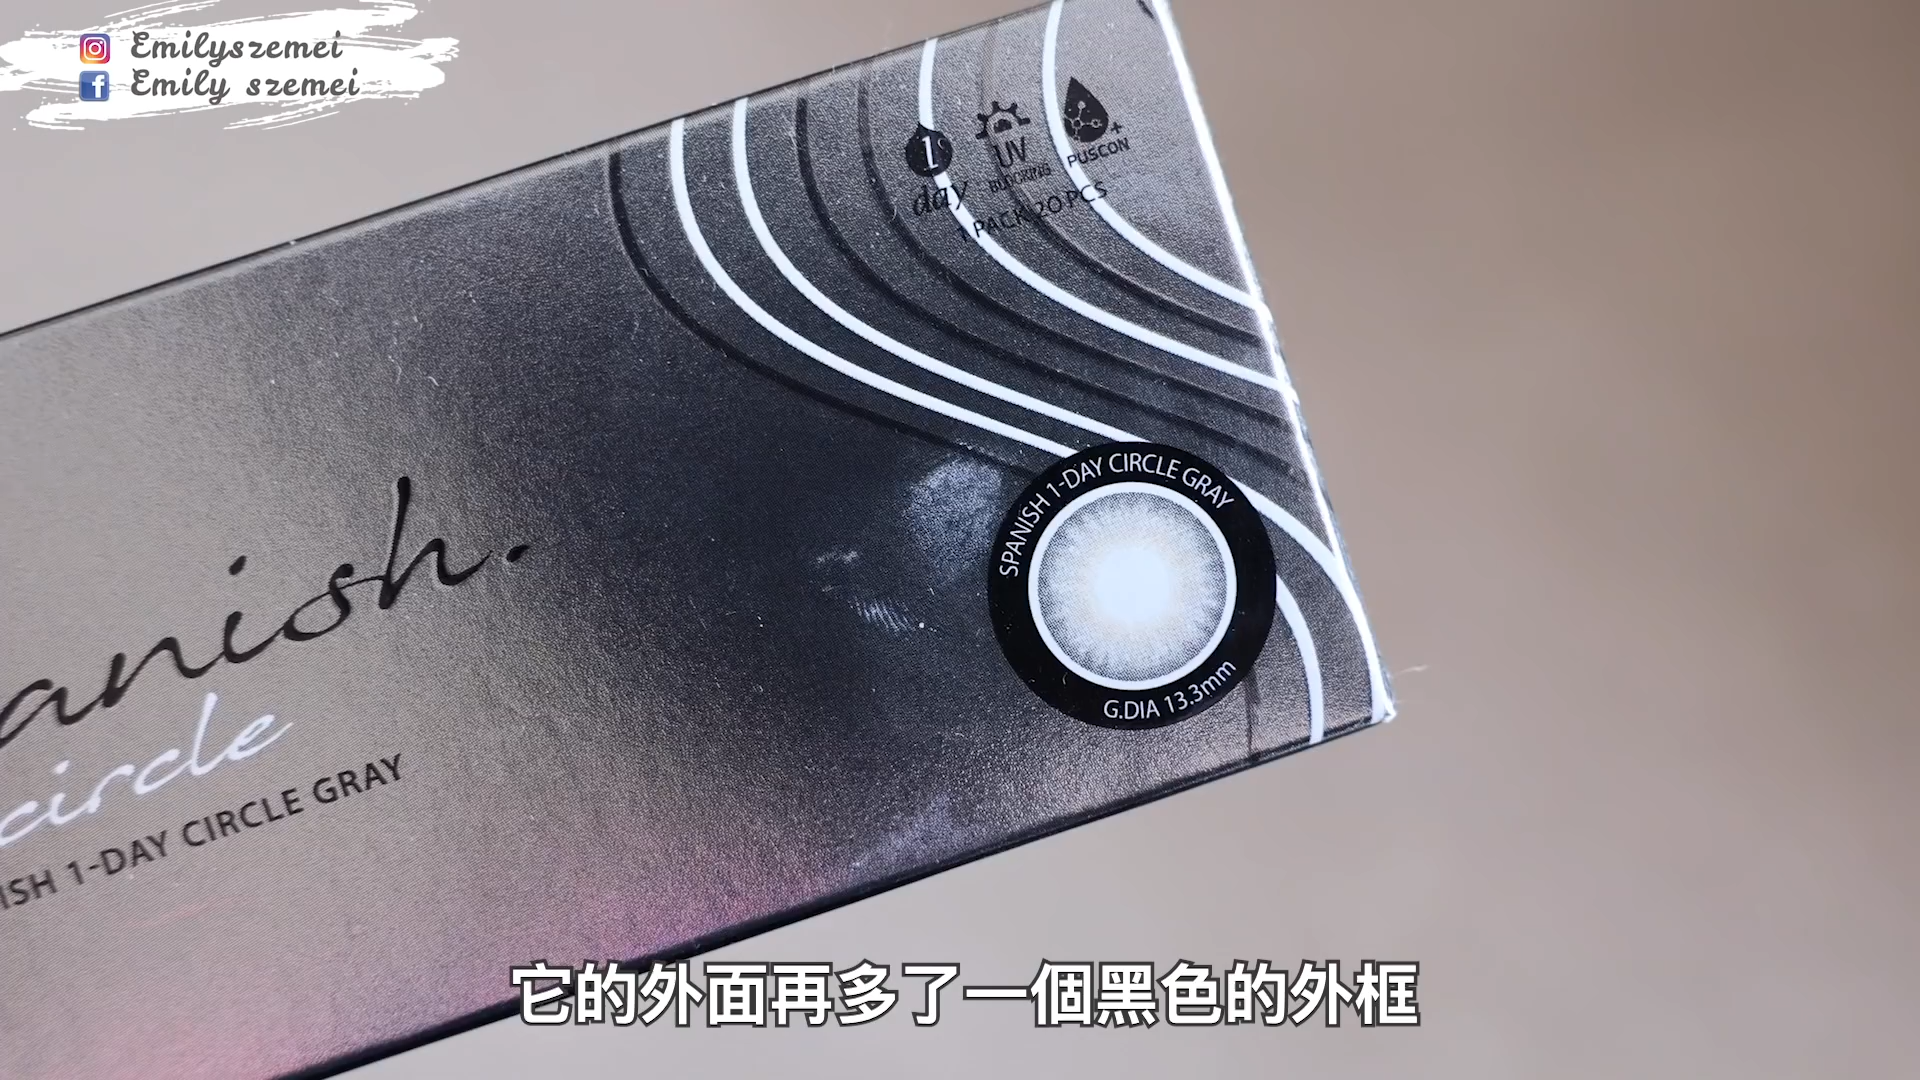 Emilyszemei
Emily szemei
1
day
UV
BLOCKING
PUSCON
1 PACK 20 PCS
SPANISH 1-DAY CIRCLE GRAY
G.DIA 13.3mm
anish.
circle
ISH 1-DAY CIRCLE GRAY
它的外面再多了一個黑色的外框